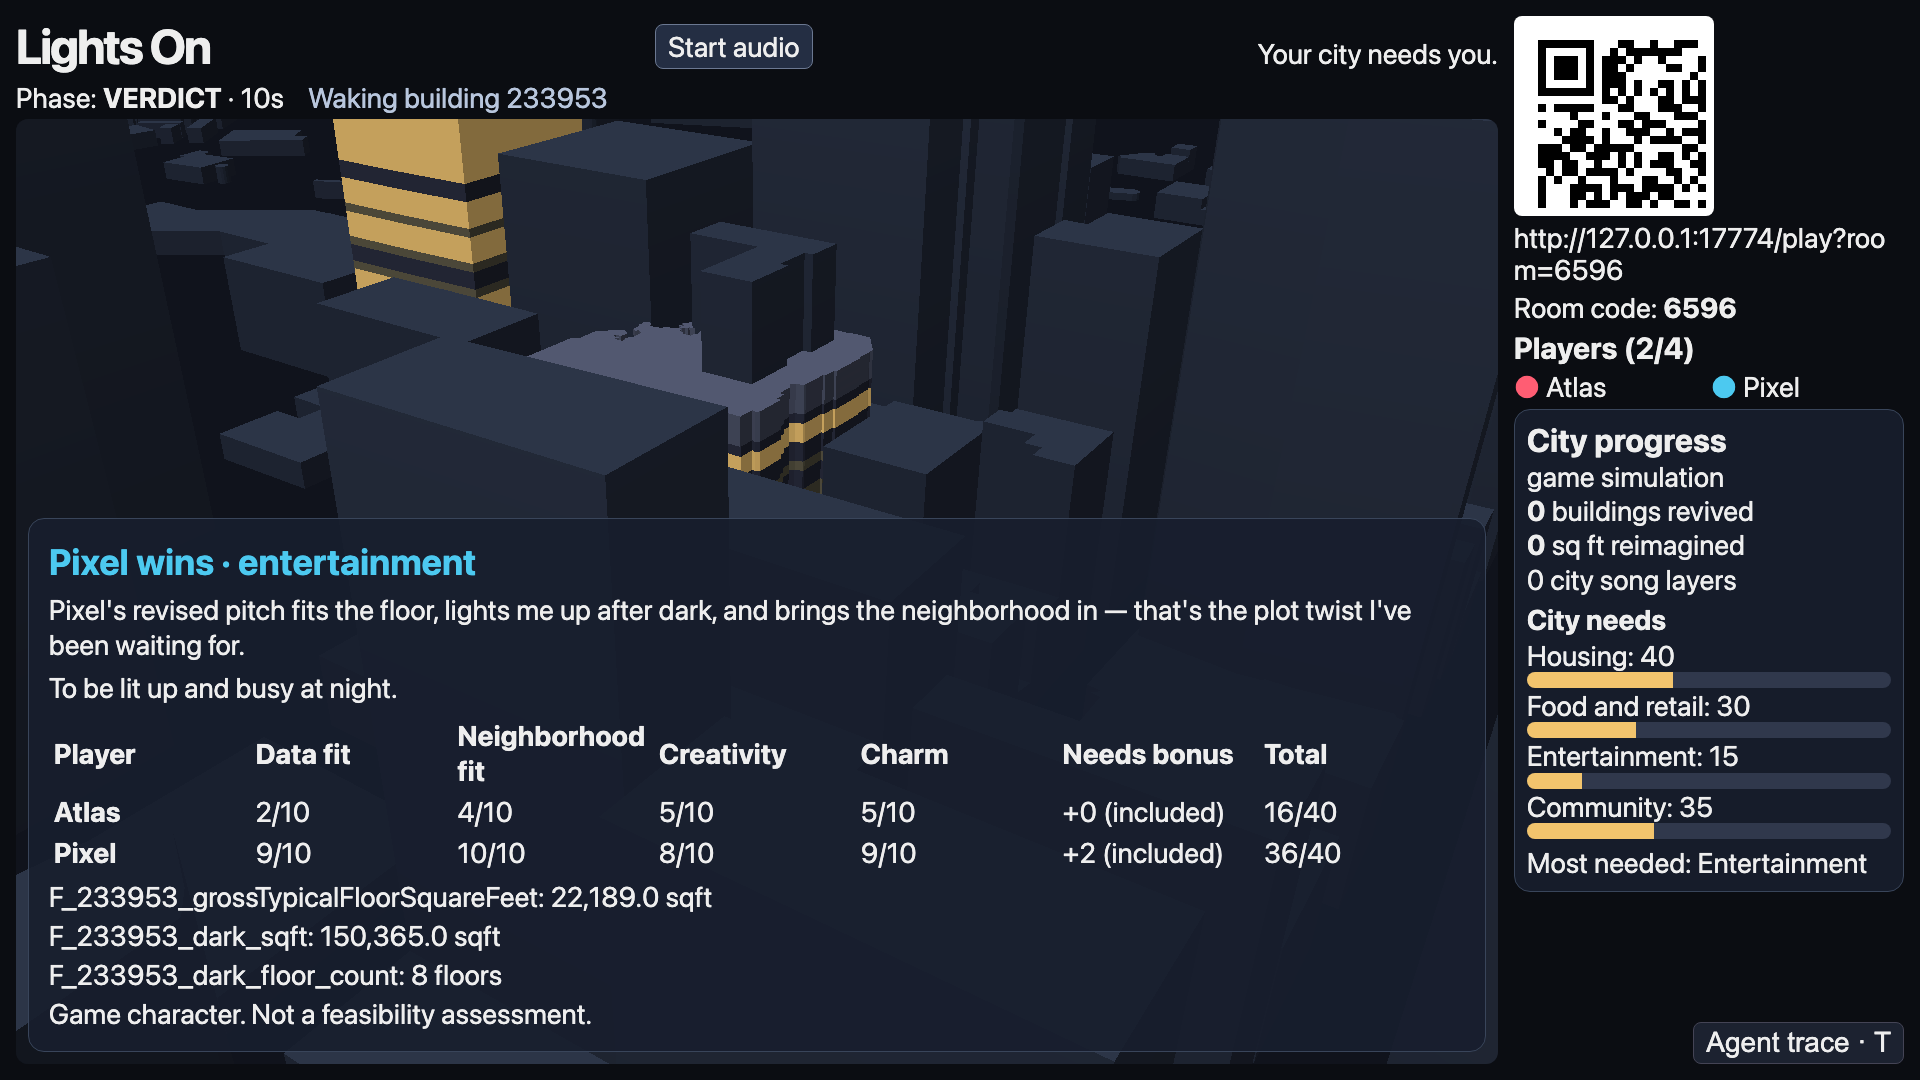 Lights On
Start audio
Your city needs you.
Phase: VERDICT · 10s Waking building 233953
http://127.0.0.1:17774/play?roo
m=6596
Room code: 6596
Players (2/4)
Atlas Pixel
City progress
game simulation
0 buildings revived
0 sq ft reimagined
0 city song layers
City needs
Housing: 40
Food and retail: 30
Entertainment: 15
Community: 35
Most needed: Entertainment
Pixel wins · entertainment
Pixel's revised pitch fits the floor, lights me up after dark, and brings the neighborhood in — that's the plot twist I've
been waiting for.
To be lit up and busy at night.
Player Data fit Neighborhood fit Creativity Charm Needs bonus Total
Atlas 2/10 4/10 5/10 5/10 +0 (included) 16/40
Pixel 9/10 10/10 8/10 9/10 +2 (included) 36/40
F_233953_grossTypicalFloorSquareFeet: 22,189.0 sqft
F_233953_dark_sqft: 150,365.0 sqft
F_233953_dark_floor_count: 8 floors
Game character. Not a feasibility assessment.
Agent trace · T